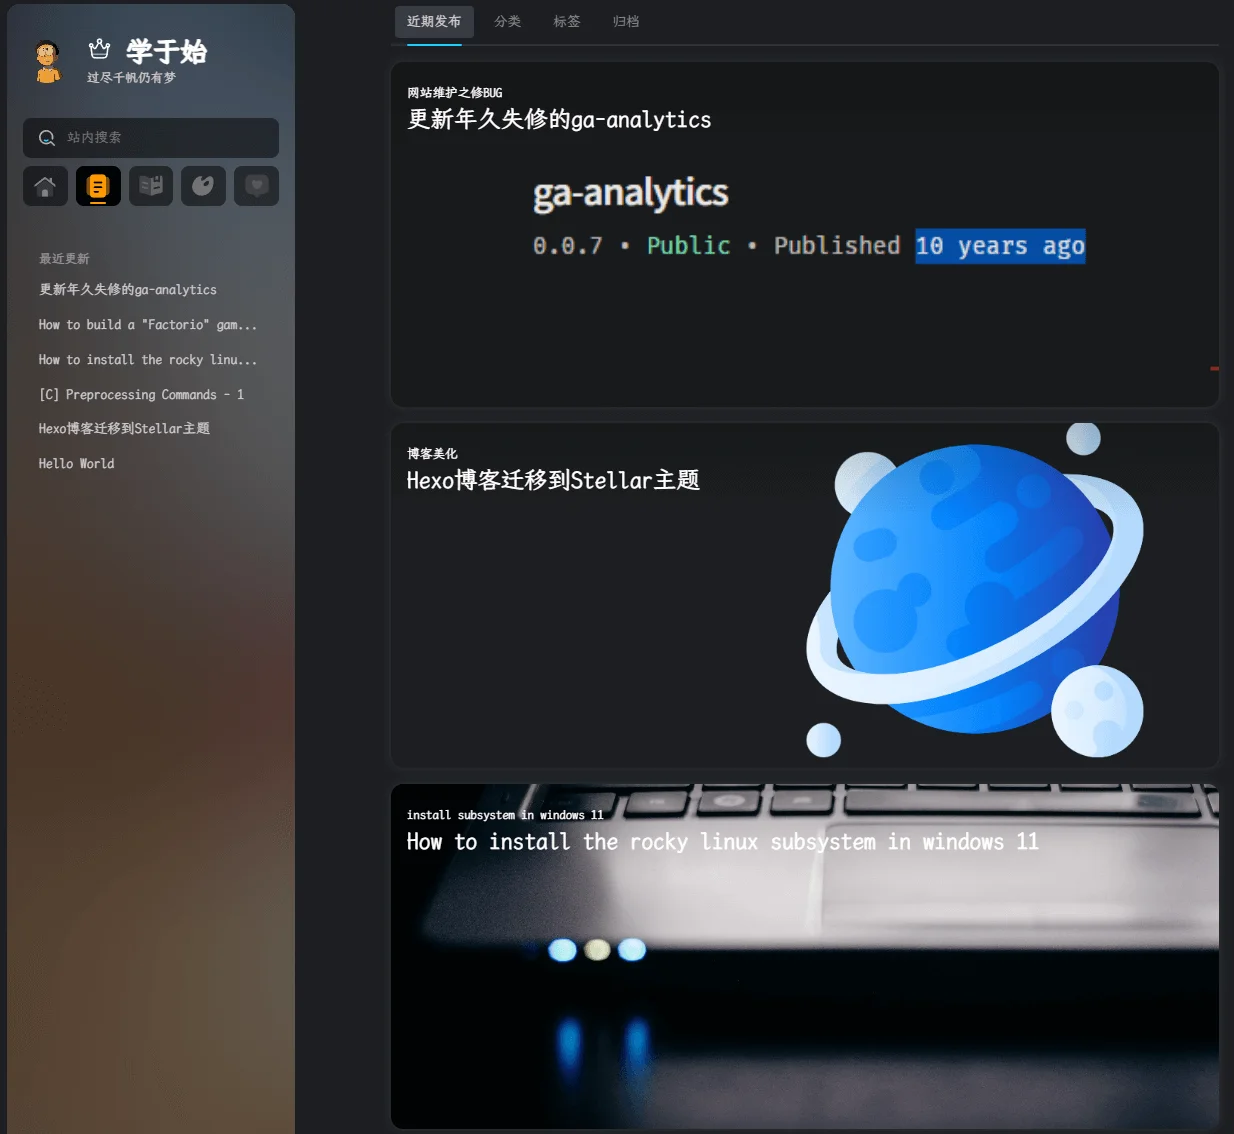 学于始
过尽千帆仍有梦
站内搜索
最近更新
更新年久失修的ga-analytics
How to build a "Factorio" gam...
How to install the rocky linu...
[C] Preprocessing Commands - 1
Hexo博客迁移到Stellar主题
Hello World
近期发布
分类
标签
归档
网站维护之修BUG
更新年久失修的ga-analytics
ga-analytics
0.0.7 • Public • Published 10 years ago
博客美化
Hexo博客迁移到Stellar主题
install subsystem in windows 11
How to install the rocky linux subsystem in windows 11